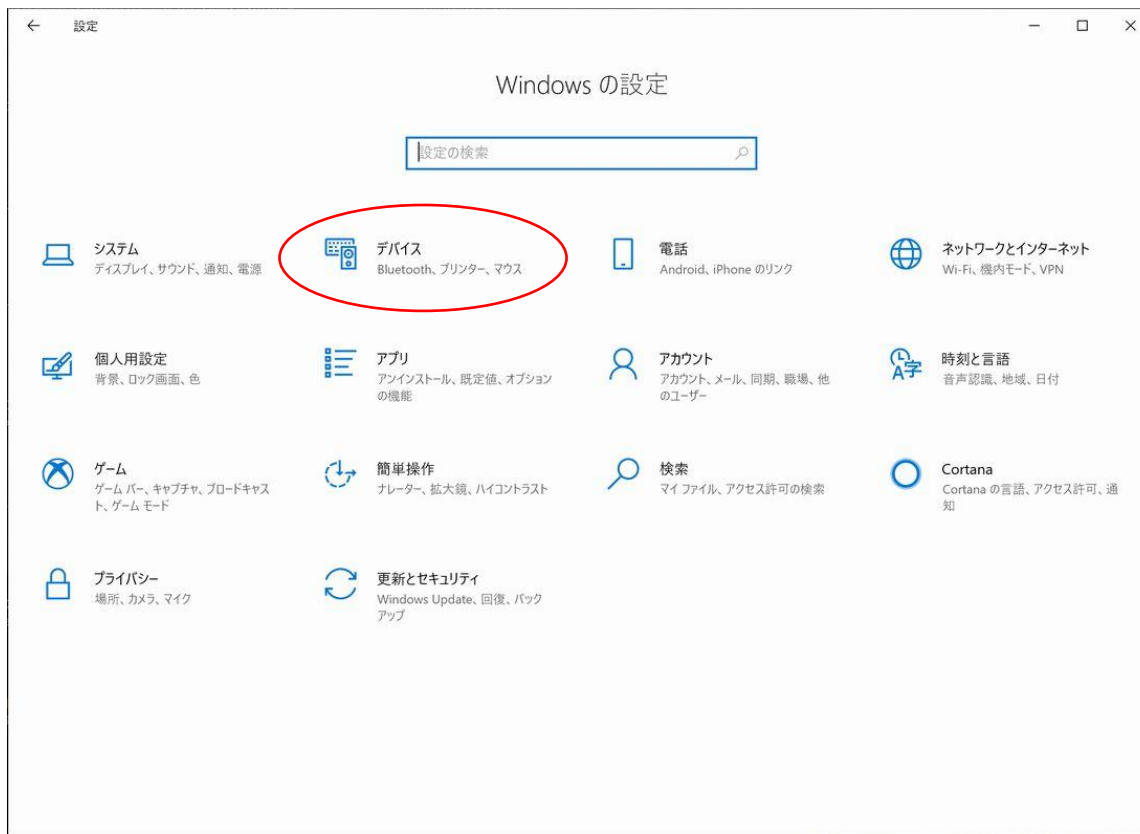 設定
Windows の設定
設定の検索
システム
ディスプレイ、サウンド、通知、電源
デバイス
Bluetooth、プリンター、マウス
電話
Android、iPhone のリンク
ネットワークとインターネット
Wi-Fi、機内モード、VPN
個人用設定
背景、ロック画面、色
アプリ
アンインストール、既定値、オプション
の機能
アカウント
アカウント、メール、同期、職場、他
のユーザー
時刻と言語
音声認識、地域、日付
ゲーム
ゲーム バー、キャプチャ、ブロードキャス
ト、ゲーム モード
簡単操作
ナレーター、拡大鏡、ハイコントラスト
検索
マイ ファイル、アクセス許可の検索
Cortana
Cortana の言語、アクセス許可、通
知
プライバシー
場所、カメラ、マイク
更新とセキュリティ
Windows Update、回復、バック
アップ